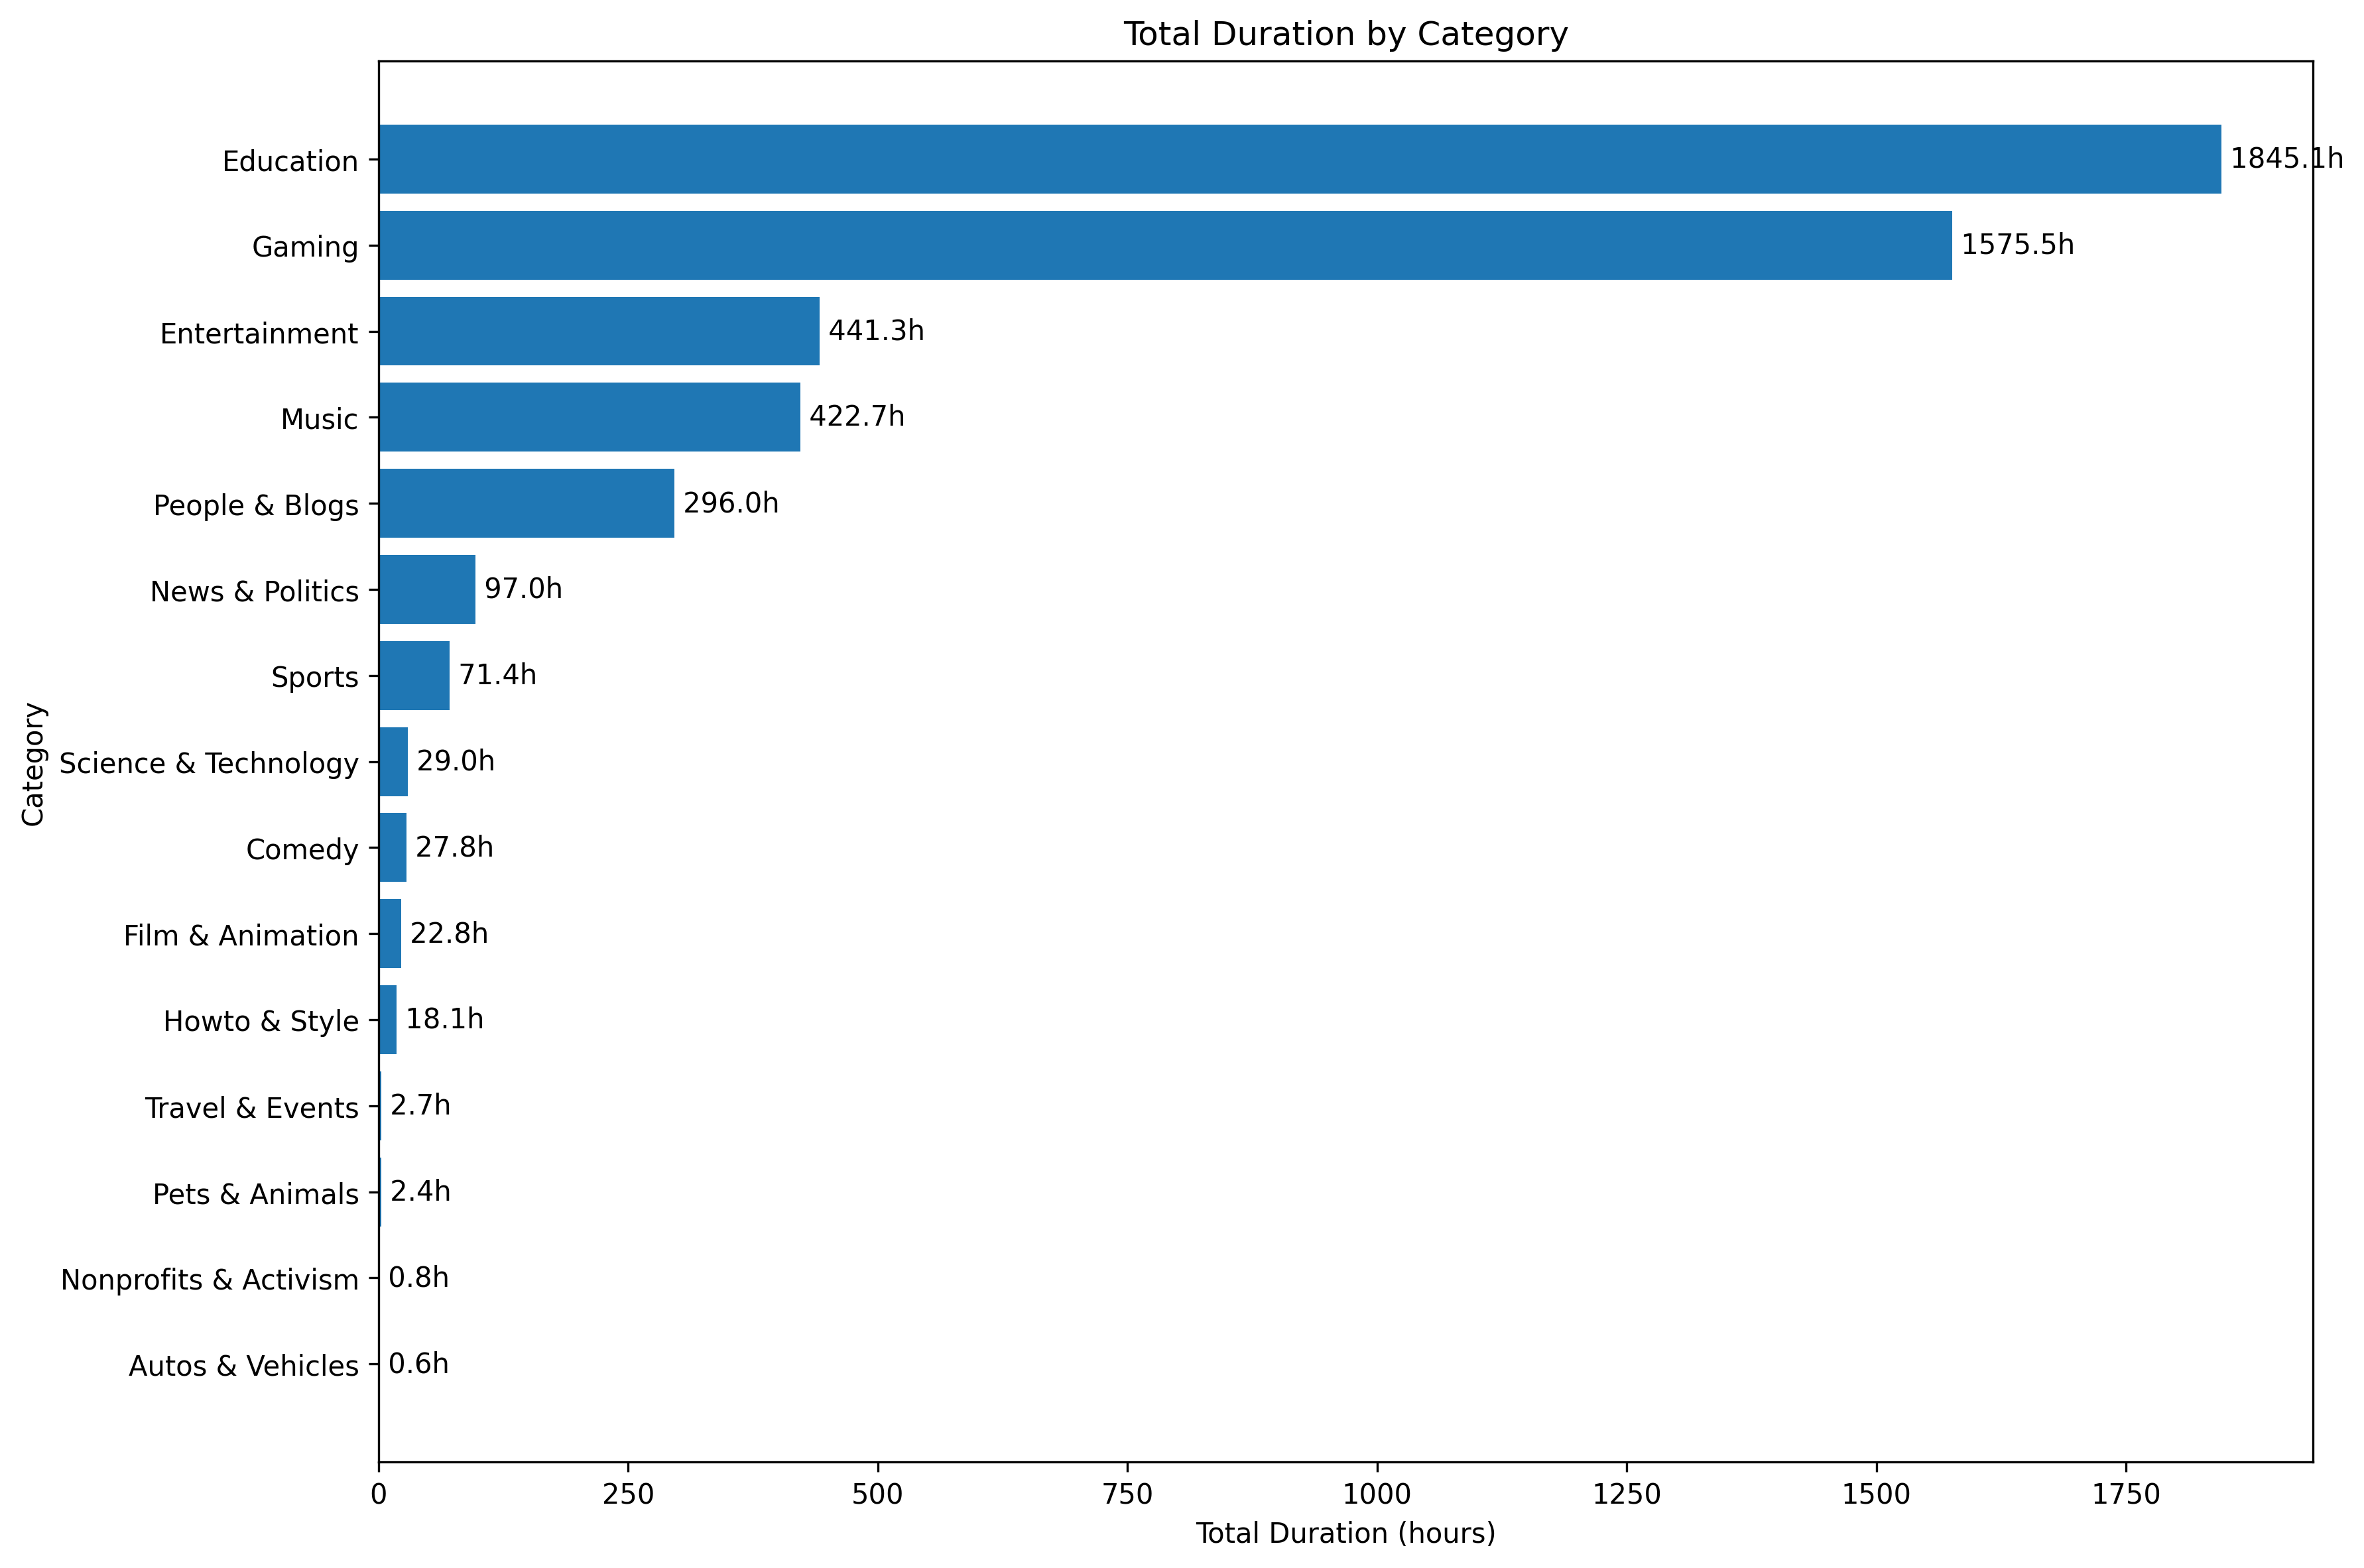 Total Duration by Category
Education 1845.1h
Gaming 1575.5h
Entertainment 441.3h
Music 422.7h
People & Blogs 296.0h
News & Politics 97.0h
Sports 71.4h
Science & Technology 29.0h
Comedy 27.8h
Film & Animation 22.8h
Howto & Style 18.1h
Travel & Events 2.7h
Pets & Animals 2.4h
Nonprofits & Activism 0.8h
Autos & Vehicles 0.6h
Category
0 250 500 750 1000 1250 1500 1750
Total Duration (hours)